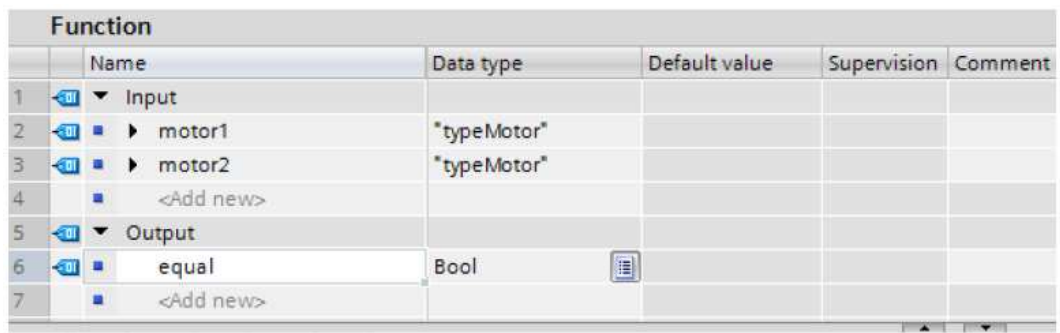 Function
Name Data type Default value Supervision Comment
1 Input
2 motor1 "typeMotor"
3 motor2 "typeMotor"
4 <Add new>
5 Output
6 equal Bool
7 <Add new>